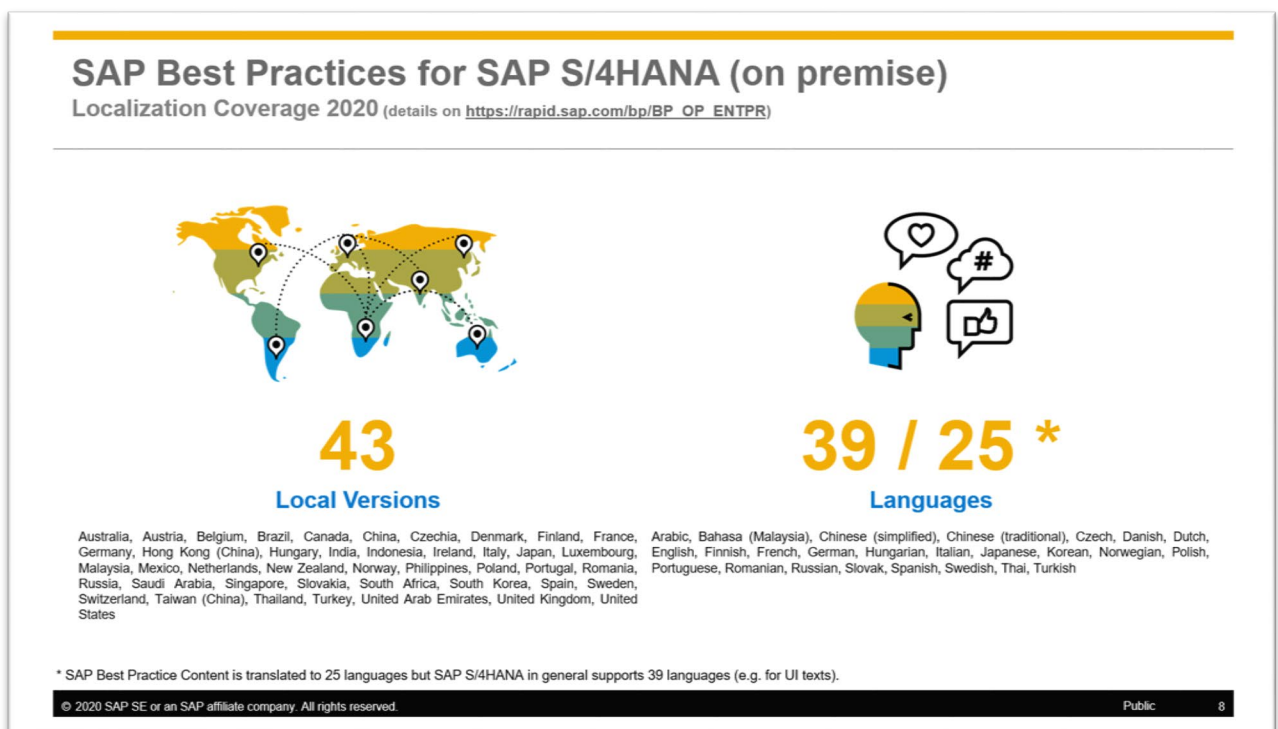 SAP Best Practices for SAP S/4HANA (on premise)
Localization Coverage 2020 (details on https://rapid.sap.com/bp/BP_OP_ENTPR)
#
43
Local Versions
Australia, Austria, Belgium, Brazil, Canada, China, Czechia, Denmark, Finland, France,
Germany, Hong Kong (China), Hungary, India, Indonesia, Ireland, Italy, Japan, Luxembourg,
Malaysia, Mexico, Netherlands, New Zealand, Norway, Philippines, Poland, Portugal, Romania,
Russia, Saudi Arabia, Singapore, Slovakia, South Africa, South Korea, Spain, Sweden,
Switzerland, Taiwan (China), Thailand, Turkey, United Arab Emirates, United Kingdom, United
States
39 / 25 *
Languages
Arabic, Bahasa (Malaysia), Chinese (simplified), Chinese (traditional), Czech, Danish, Dutch,
English, Finnish, French, German, Hungarian, Italian, Japanese, Korean, Norwegian, Polish,
Portuguese, Romanian, Russian, Slovak, Spanish, Swedish, Thai, Turkish
* SAP Best Practice Content is translated to 25 languages but SAP S/4HANA in general supports 39 languages (e.g. for UI texts).
© 2020 SAP SE or an SAP affiliate company. All rights reserved.
Public 8